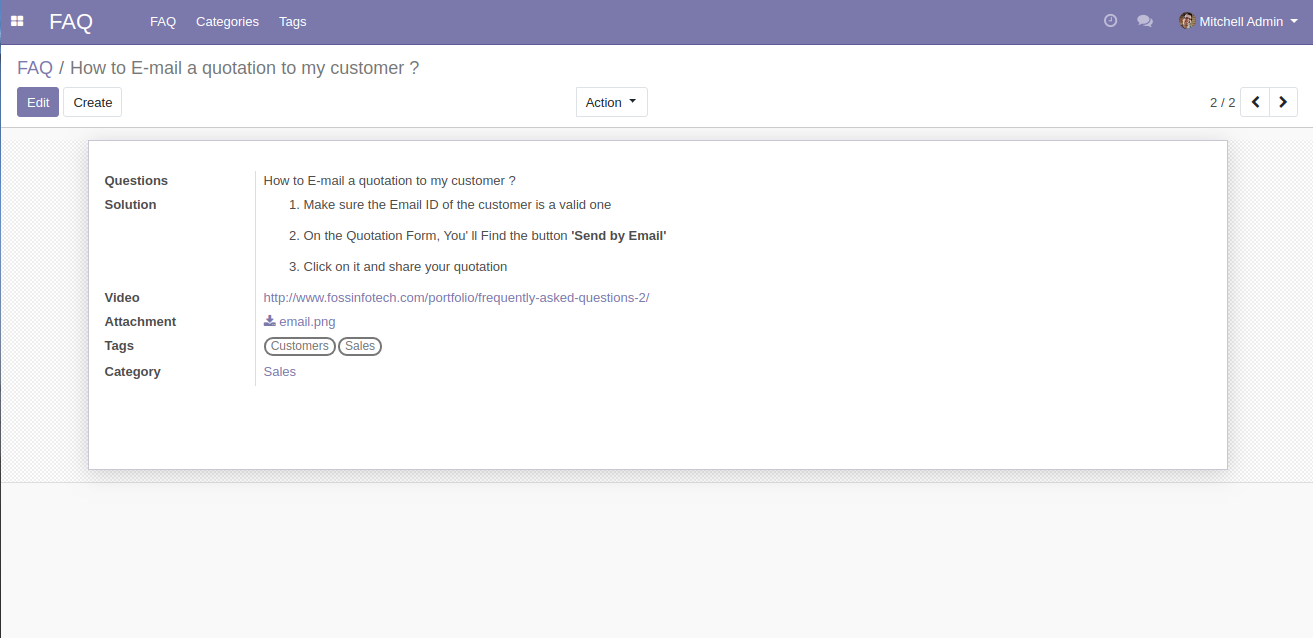 FAQ FAQ Categories Tags Mitchell Admin
FAQ / How to E-mail a quotation to my customer ?
Edit Create Action 2 / 2
Questions How to E-mail a quotation to my customer ?
Solution 1. Make sure the Email ID of the customer is a valid one
2. On the Quotation Form, You' ll Find the button 'Send by Email'
3. Click on it and share your quotation
Video http://www.fossinfotech.com/portfolio/frequently-asked-questions-2/
Attachment email.png
Tags Customers Sales
Category Sales